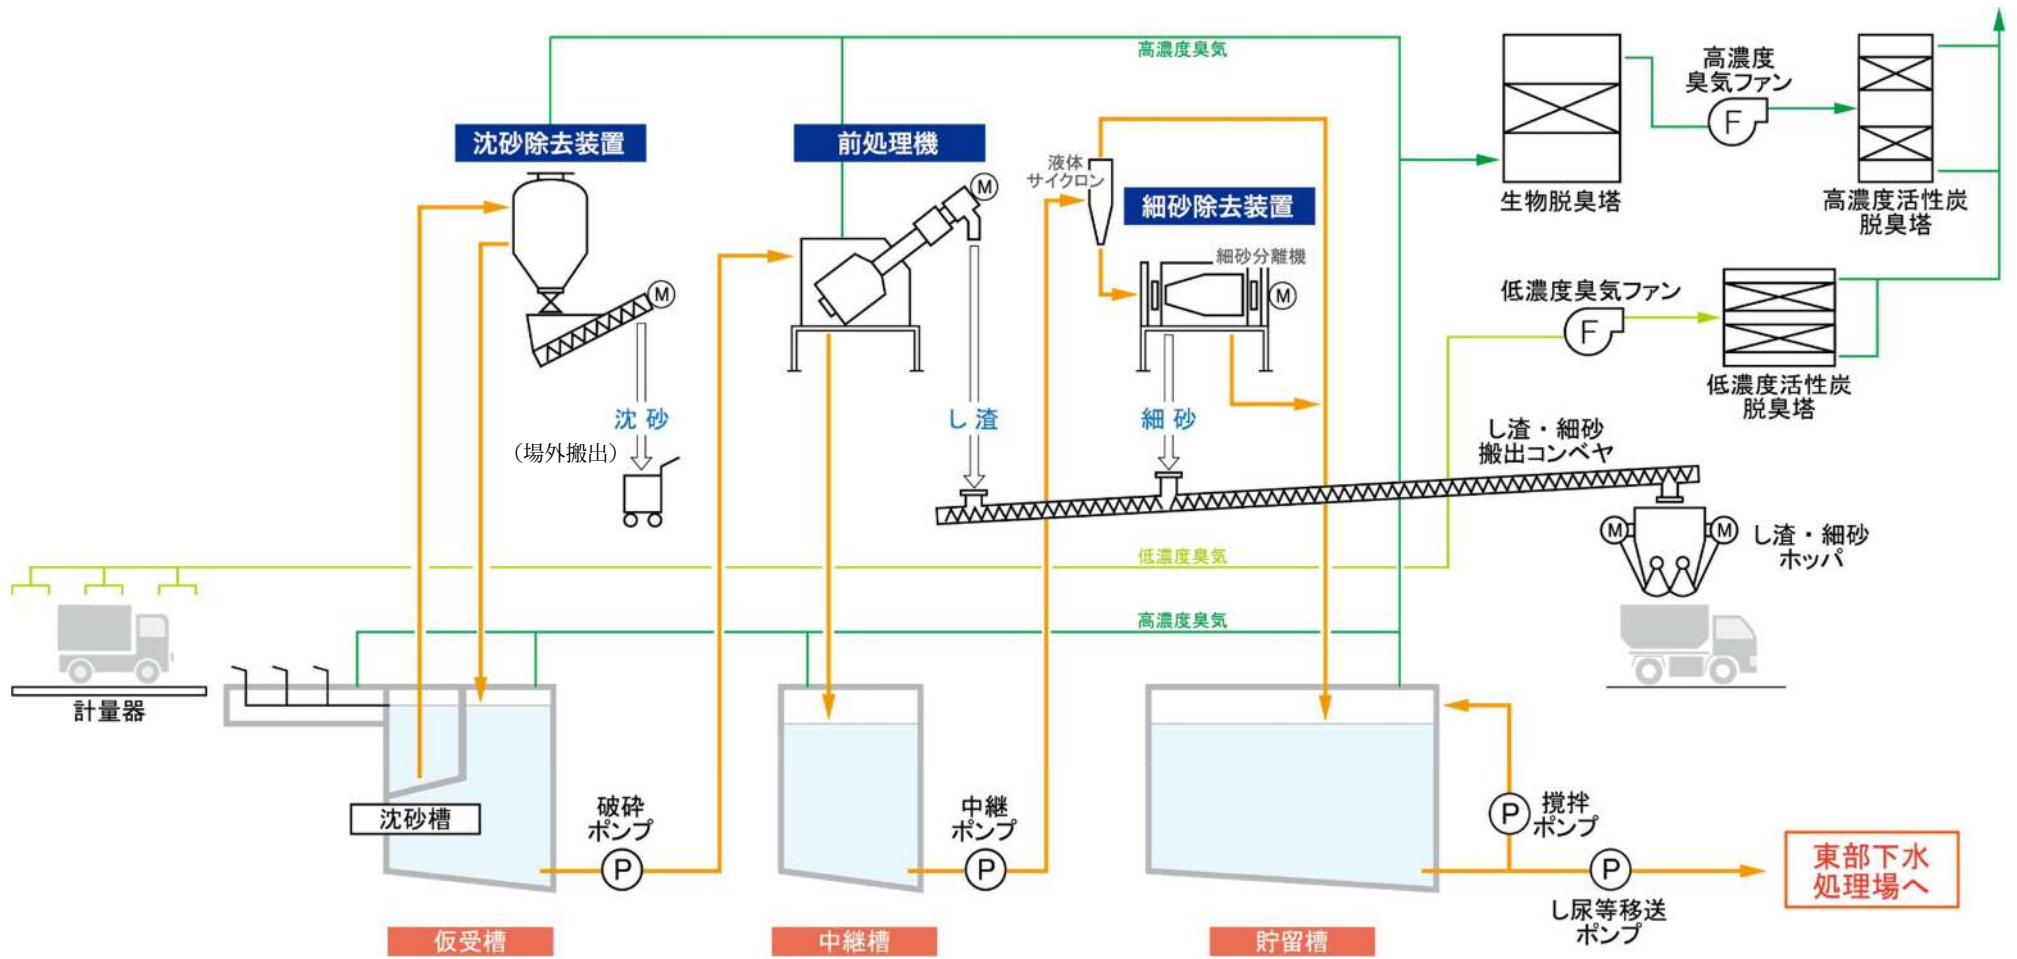 高濃度臭気
高濃度
臭気ファン
F
沈砂除去装置
前処理機
液体
サイクロン
細砂除去装置
生物脱臭塔
高濃度活性炭
脱臭塔
M
M
細砂分離機
M
低濃度臭気ファン
F
低濃度活性炭
脱臭塔
沈砂
(場外搬出)
し渣
細砂
し渣・細砂
搬出コンベヤ
M
M
し渣・細砂
ホッパ
低濃度臭気
高濃度臭気
計量器
沈砂槽
破砕
ポンプ
P
中継
ポンプ
P
P
撹拌
ポンプ
P
し尿等移送
ポンプ
東部下水
処理場へ
仮受槽
中継槽
貯留槽